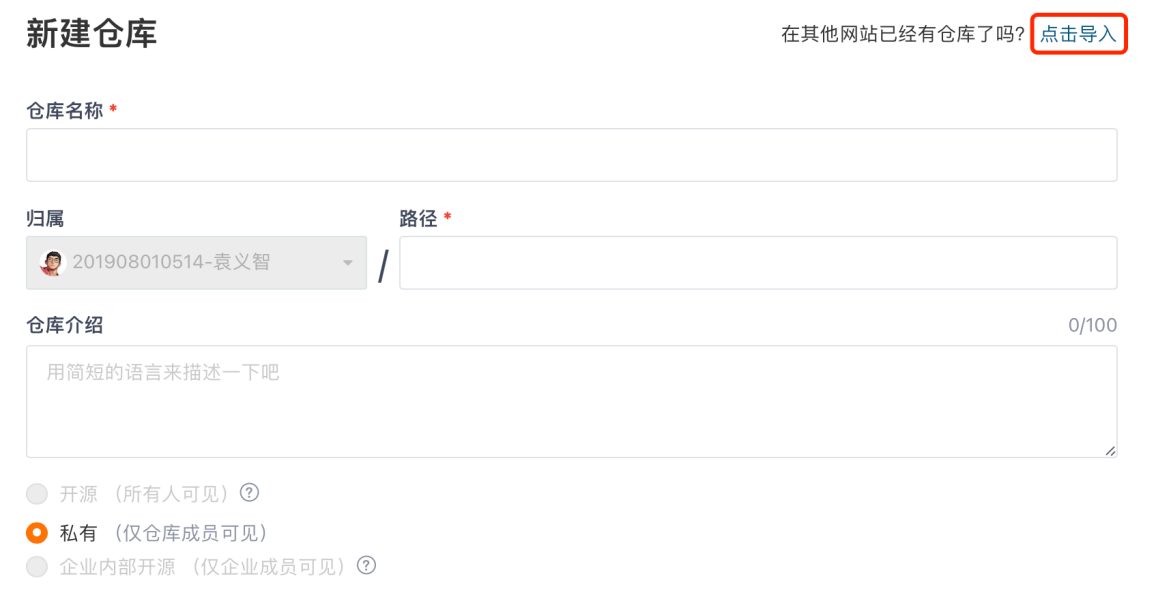 新建仓库
在其他网站已经有仓库了吗? 点击导入
仓库名称 *
归属
路径 *
201908010514-袁义智
/
仓库介绍
0/100
用简短的语言来描述一下吧
开源 （所有人可见） ?
私有 （仅仓库成员可见）
企业内部开源 （仅企业成员可见） ?